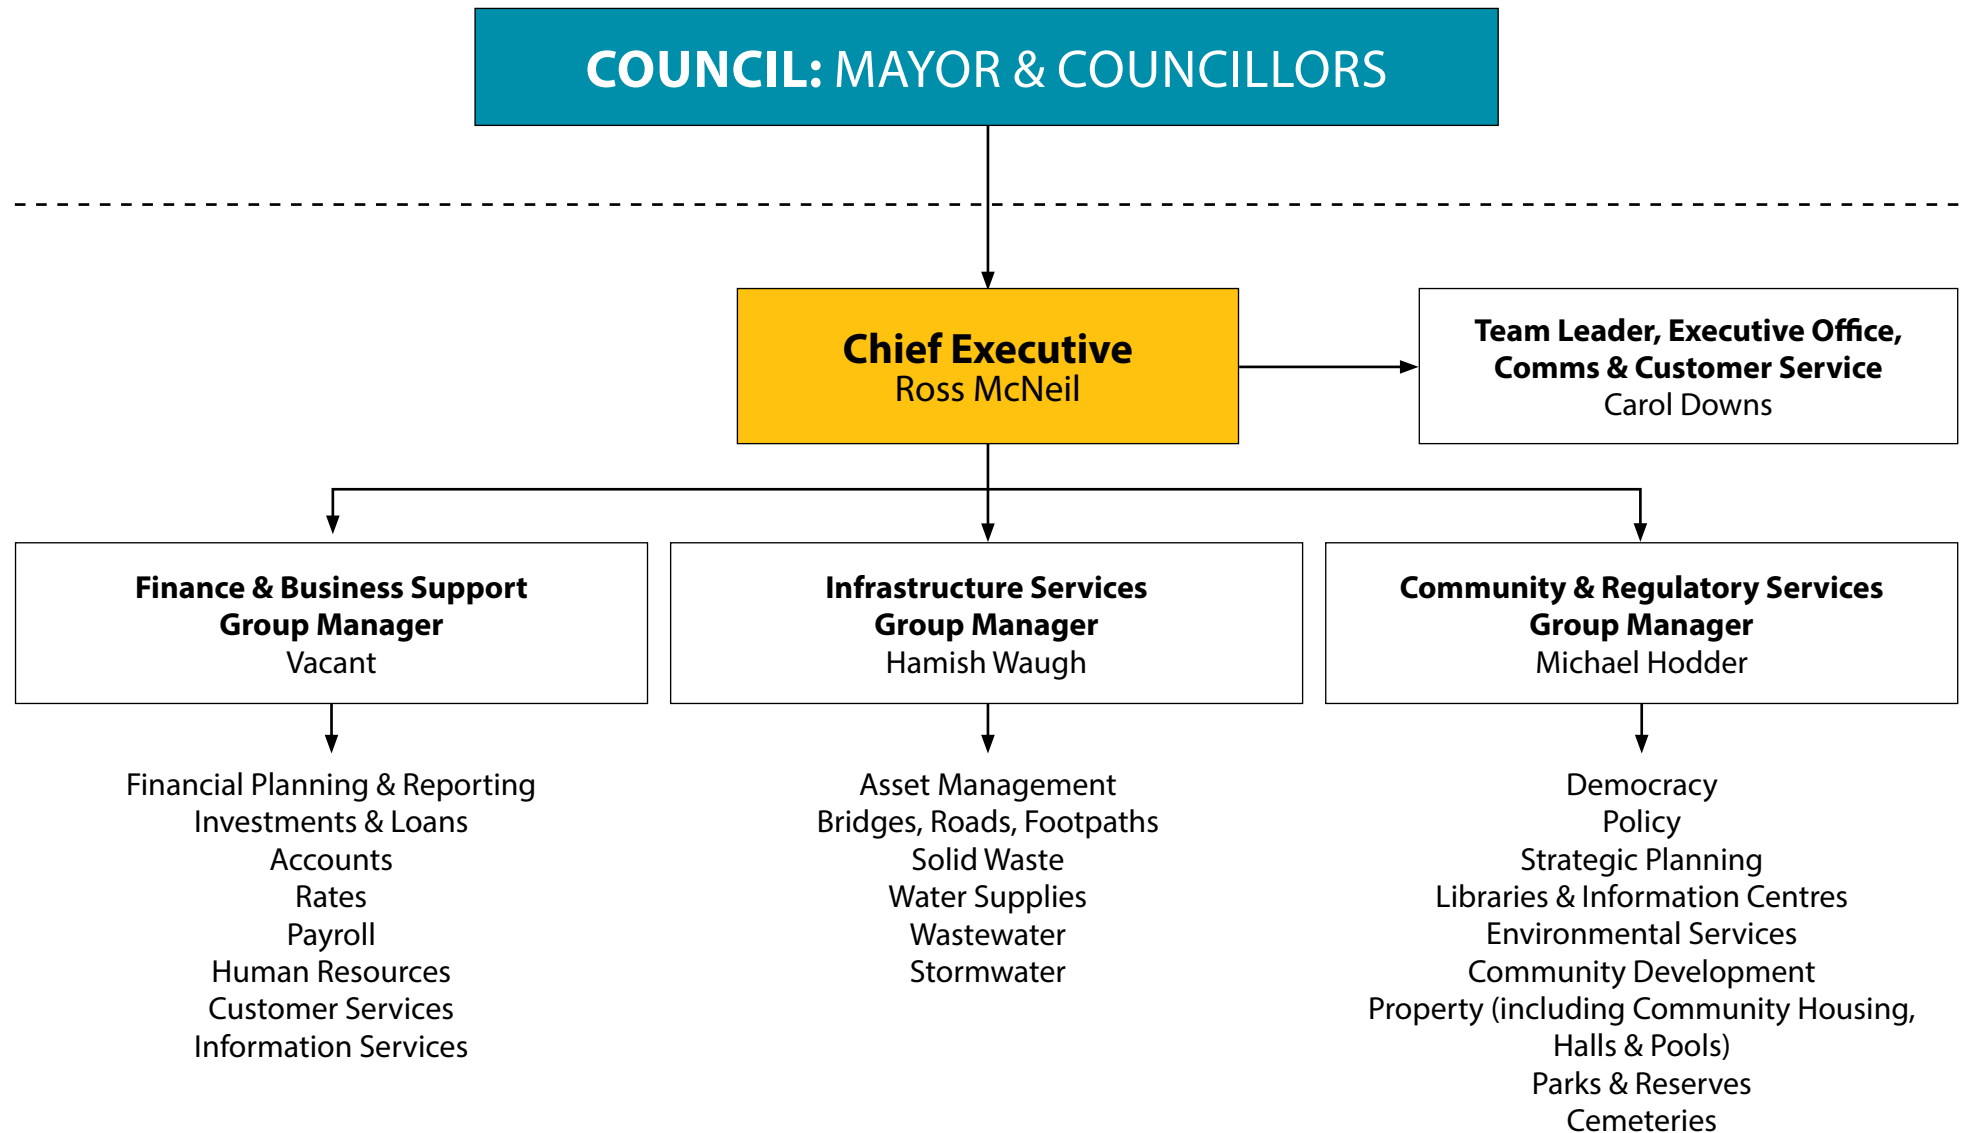 COUNCIL: MAYOR & COUNCILLORS
Chief Executive
Ross McNeil
Team Leader, Executive Office,
Comms & Customer Service
Carol Downs
Finance & Business Support
Group Manager
Vacant
Infrastructure Services
Group Manager
Hamish Waugh
Community & Regulatory Services
Group Manager
Michael Hodder
Financial Planning & Reporting
Investments & Loans
Accounts
Rates
Payroll
Human Resources
Customer Services
Information Services
Asset Management
Bridges, Roads, Footpaths
Solid Waste
Water Supplies
Wastewater
Stormwater
Democracy
Policy
Strategic Planning
Libraries & Information Centres
Environmental Services
Community Development
Property (including Community Housing,
Halls & Pools)
Parks & Reserves
Cemeteries